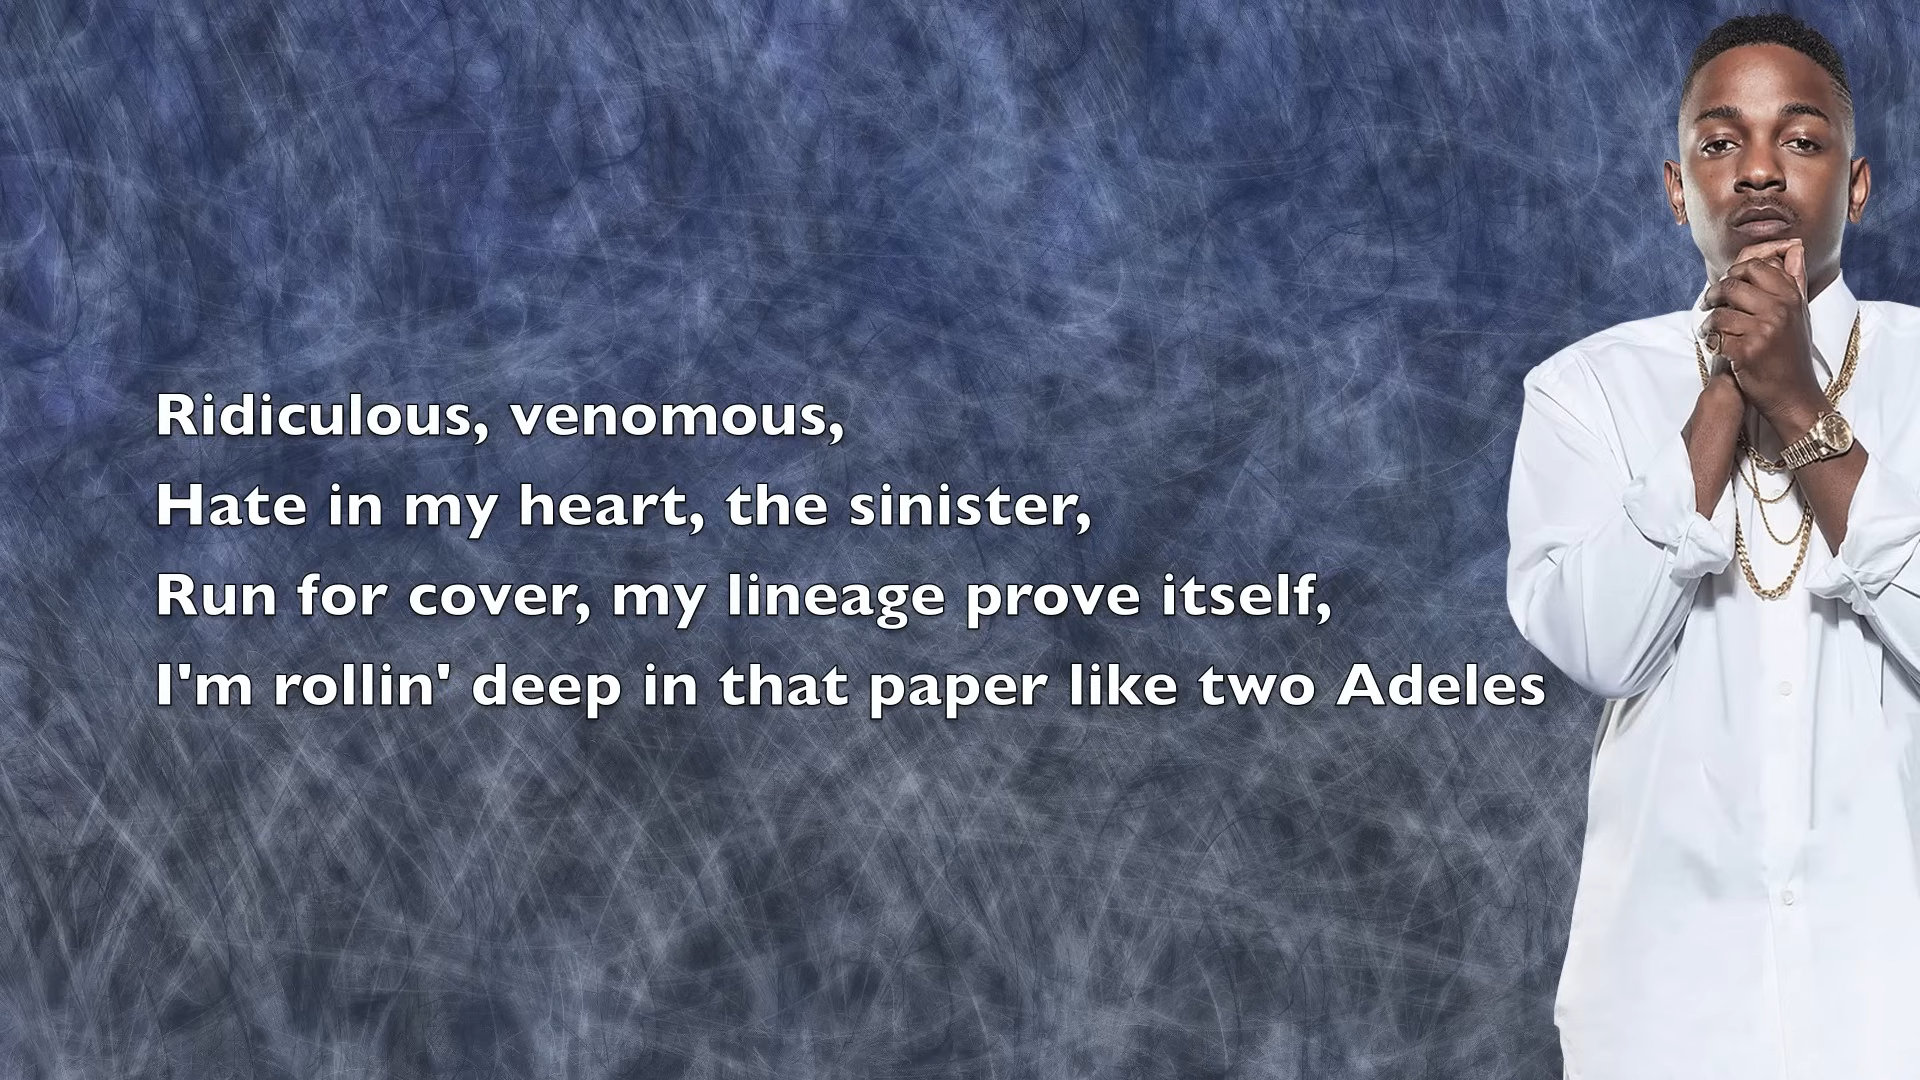 Ridiculous, venomous,
Hate in my heart, the sinister,
Run for cover, my lineage prove itself,
I'm rollin' deep in that paper like two Adeles